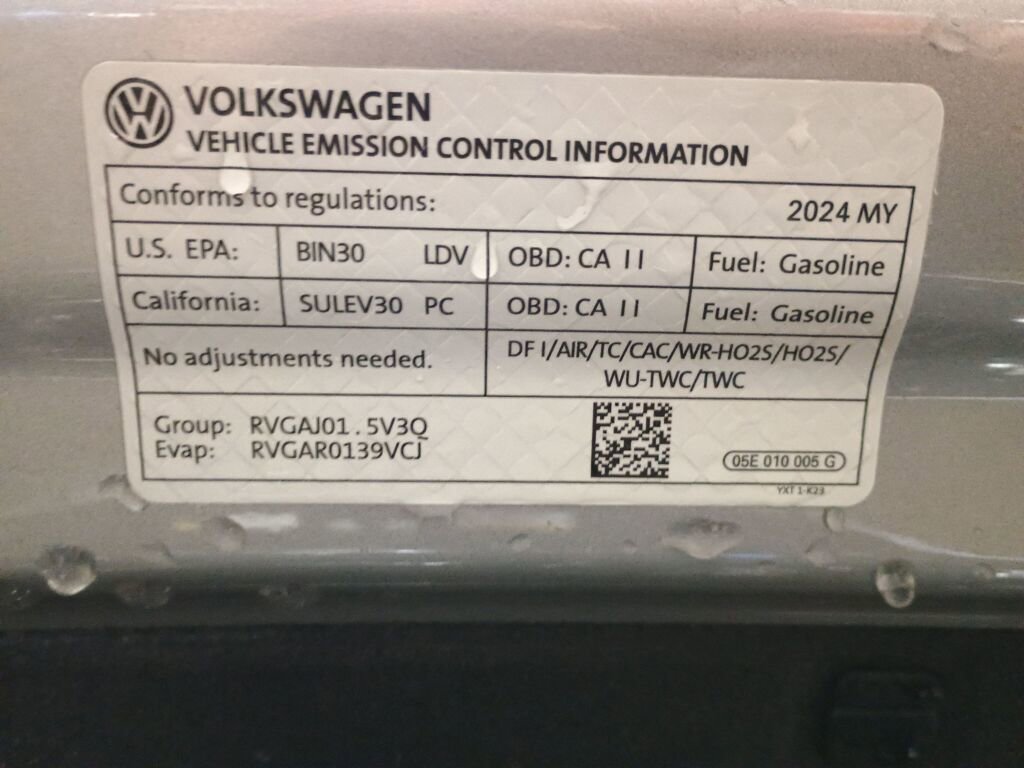 VOLKSWAGEN
VEHICLE EMISSION CONTROL INFORMATION
Conforms to regulations: 2024 MY
U.S. EPA: BIN30 LDV OBD: CA II Fuel: Gasoline
California: SULEV30 PC OBD: CA II Fuel: Gasoline
No adjustments needed. DF I/AIR/TC/CAC/WR-HO2S/HO2S/
WU-TWC/TWC
Group: RVGAJ01.5V3Q
Evap: RVGAR0139VCJ
05E 010 005 G
YXT 1-K23